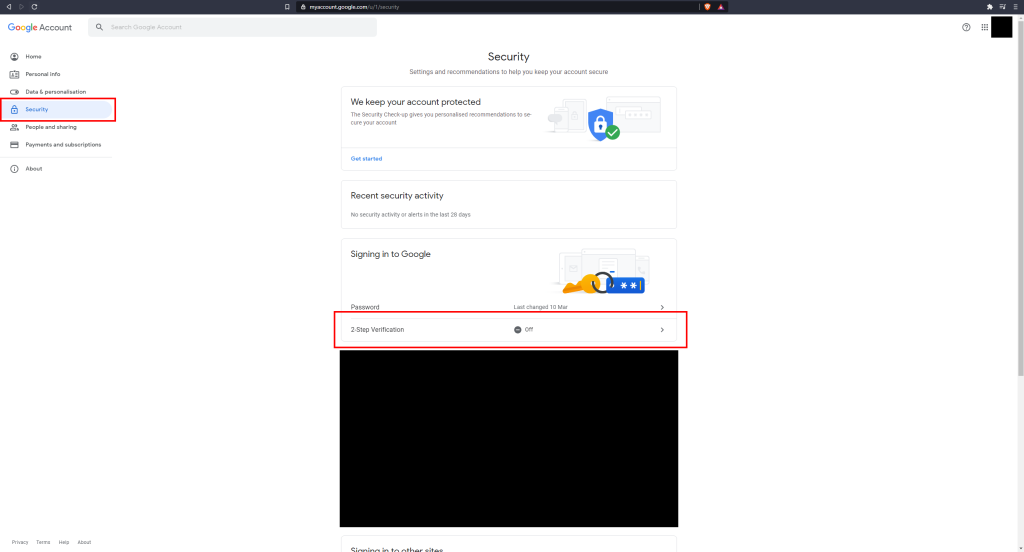 myaccount.google.com/u/1/security
Google Account
Search Google Account
Home
Personal info
Data & personalisation
Security
People and sharing
Payments and subscriptions
About
Security
Settings and recommendations to help you keep your account secure
We keep your account protected
The Security Check-up gives you personalised recommendations to se-
cure your account
Get started
Recent security activity
No security activity or alerts in the last 28 days
Signing in to Google
Password
Last changed 10 Mar
2-Step Verification
Off
Signing in to other sites
Privacy Terms Help About